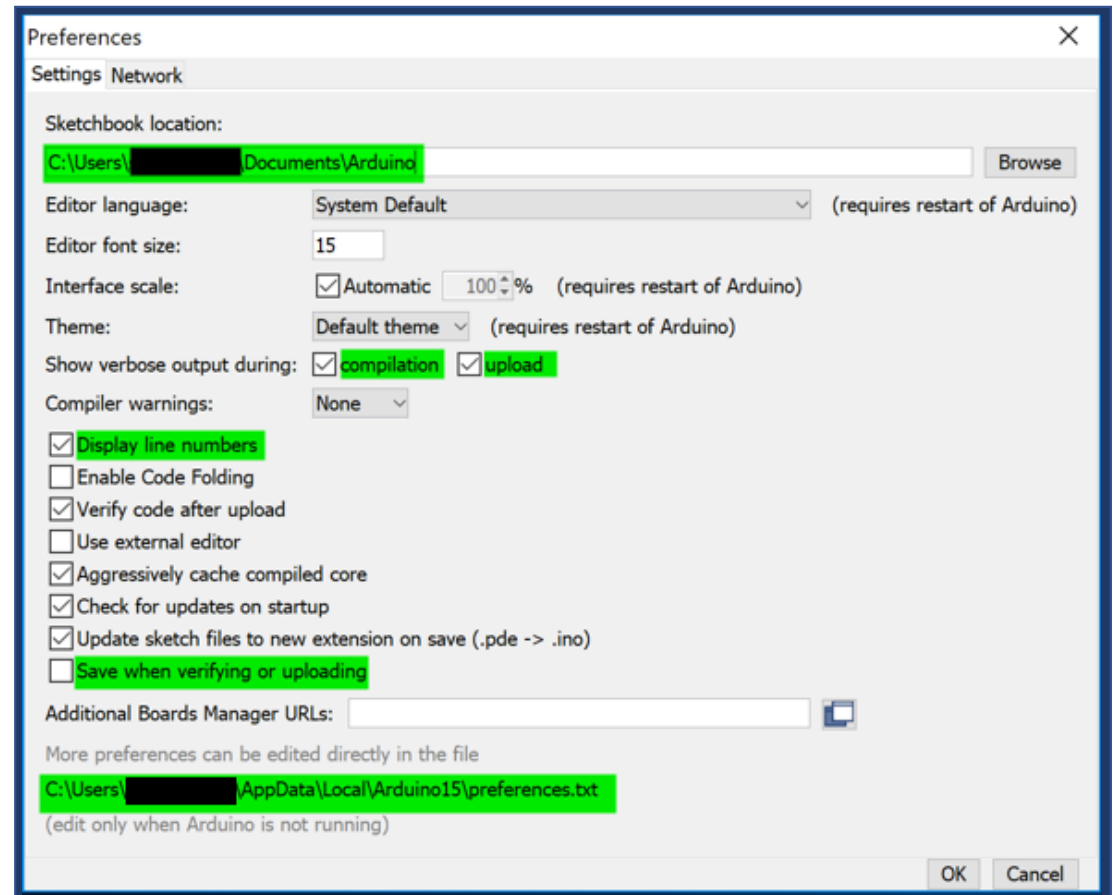 Preferences
Settings Network
Sketchbook location:
C:\Users\ \Documents\Arduino Browse
Editor language: System Default (requires restart of Arduino)
Editor font size: 15
Interface scale: Automatic 100 % (requires restart of Arduino)
Theme: Default theme (requires restart of Arduino)
Show verbose output during: compilation upload
Compiler warnings: None
Display line numbers
Enable Code Folding
Verify code after upload
Use external editor
Aggressively cache compiled core
Check for updates on startup
Update sketch files to new extension on save (.pde -> .ino)
Save when verifying or uploading
Additional Boards Manager URLs:
More preferences can be edited directly in the file
C:\Users\ \AppData\Local\Arduino15\preferences.txt
(edit only when Arduino is not running)
OK Cancel